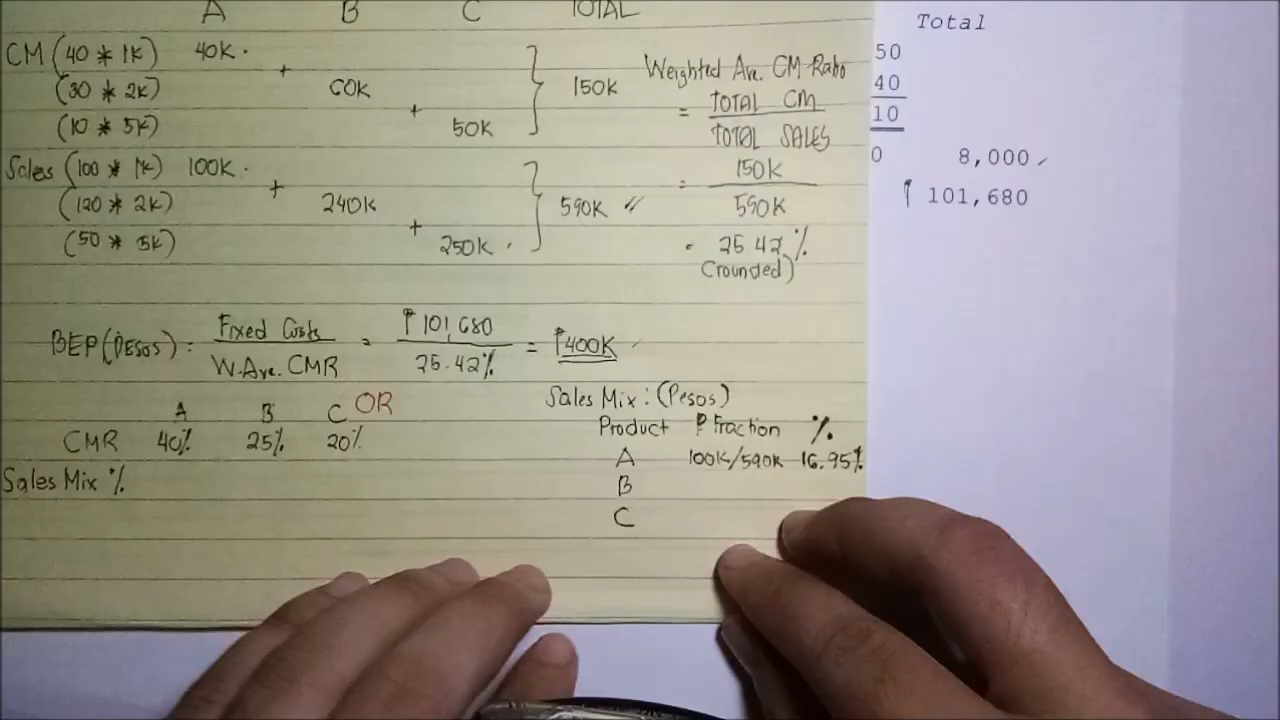 A B C TOTAL
CM (40 * 1K) 40K +
(30 * 2K) 60K + 150K
(10 * 5K) 50K
Sales (100 * 1K) 100K +
(120 * 2K) 240K + 590K
(50 * 5K) 250K
Weighted Ave. CM Ratio
= TOTAL CM
TOTAL SALES
= 150K
590K
= 25.42%
(rounded)
BEP (PESOS) = Fixed Costs = ₱101,680 = ₱400K
W.Ave. CMR 25.42%
OR
A B C
CMR 40% 25% 20%
Sales Mix %
Sales Mix: (Pesos)
Product ₱ Fraction %
A 100K/590K 16.95%
B
C
Total
50
40
10
0 8,000
₱ 101,680